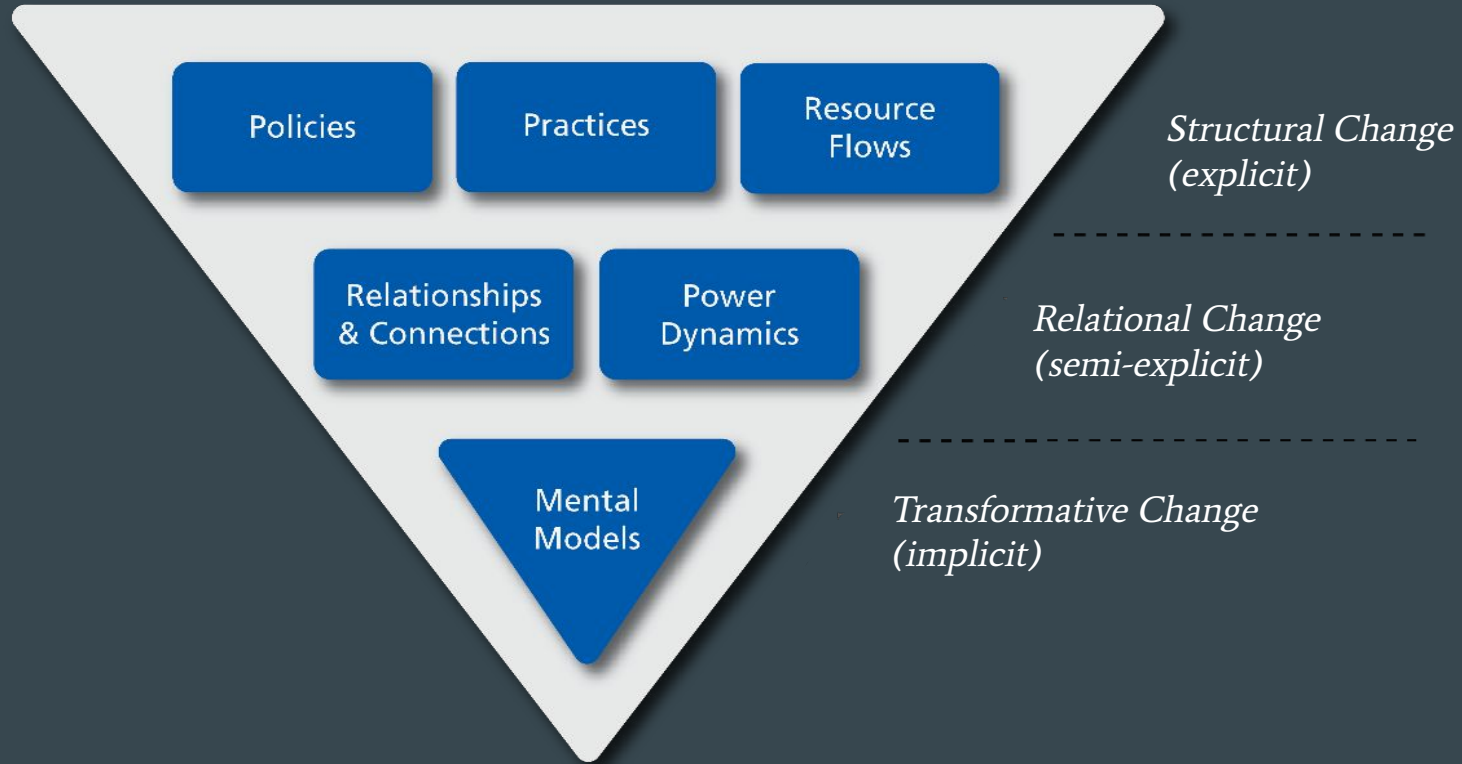 Policies
Practices
Resource
Flows
Structural Change
(explicit)
Relationships
& Connections
Power
Dynamics
Relational Change
(semi-explicit)
Mental
Models
Transformative Change
(implicit)